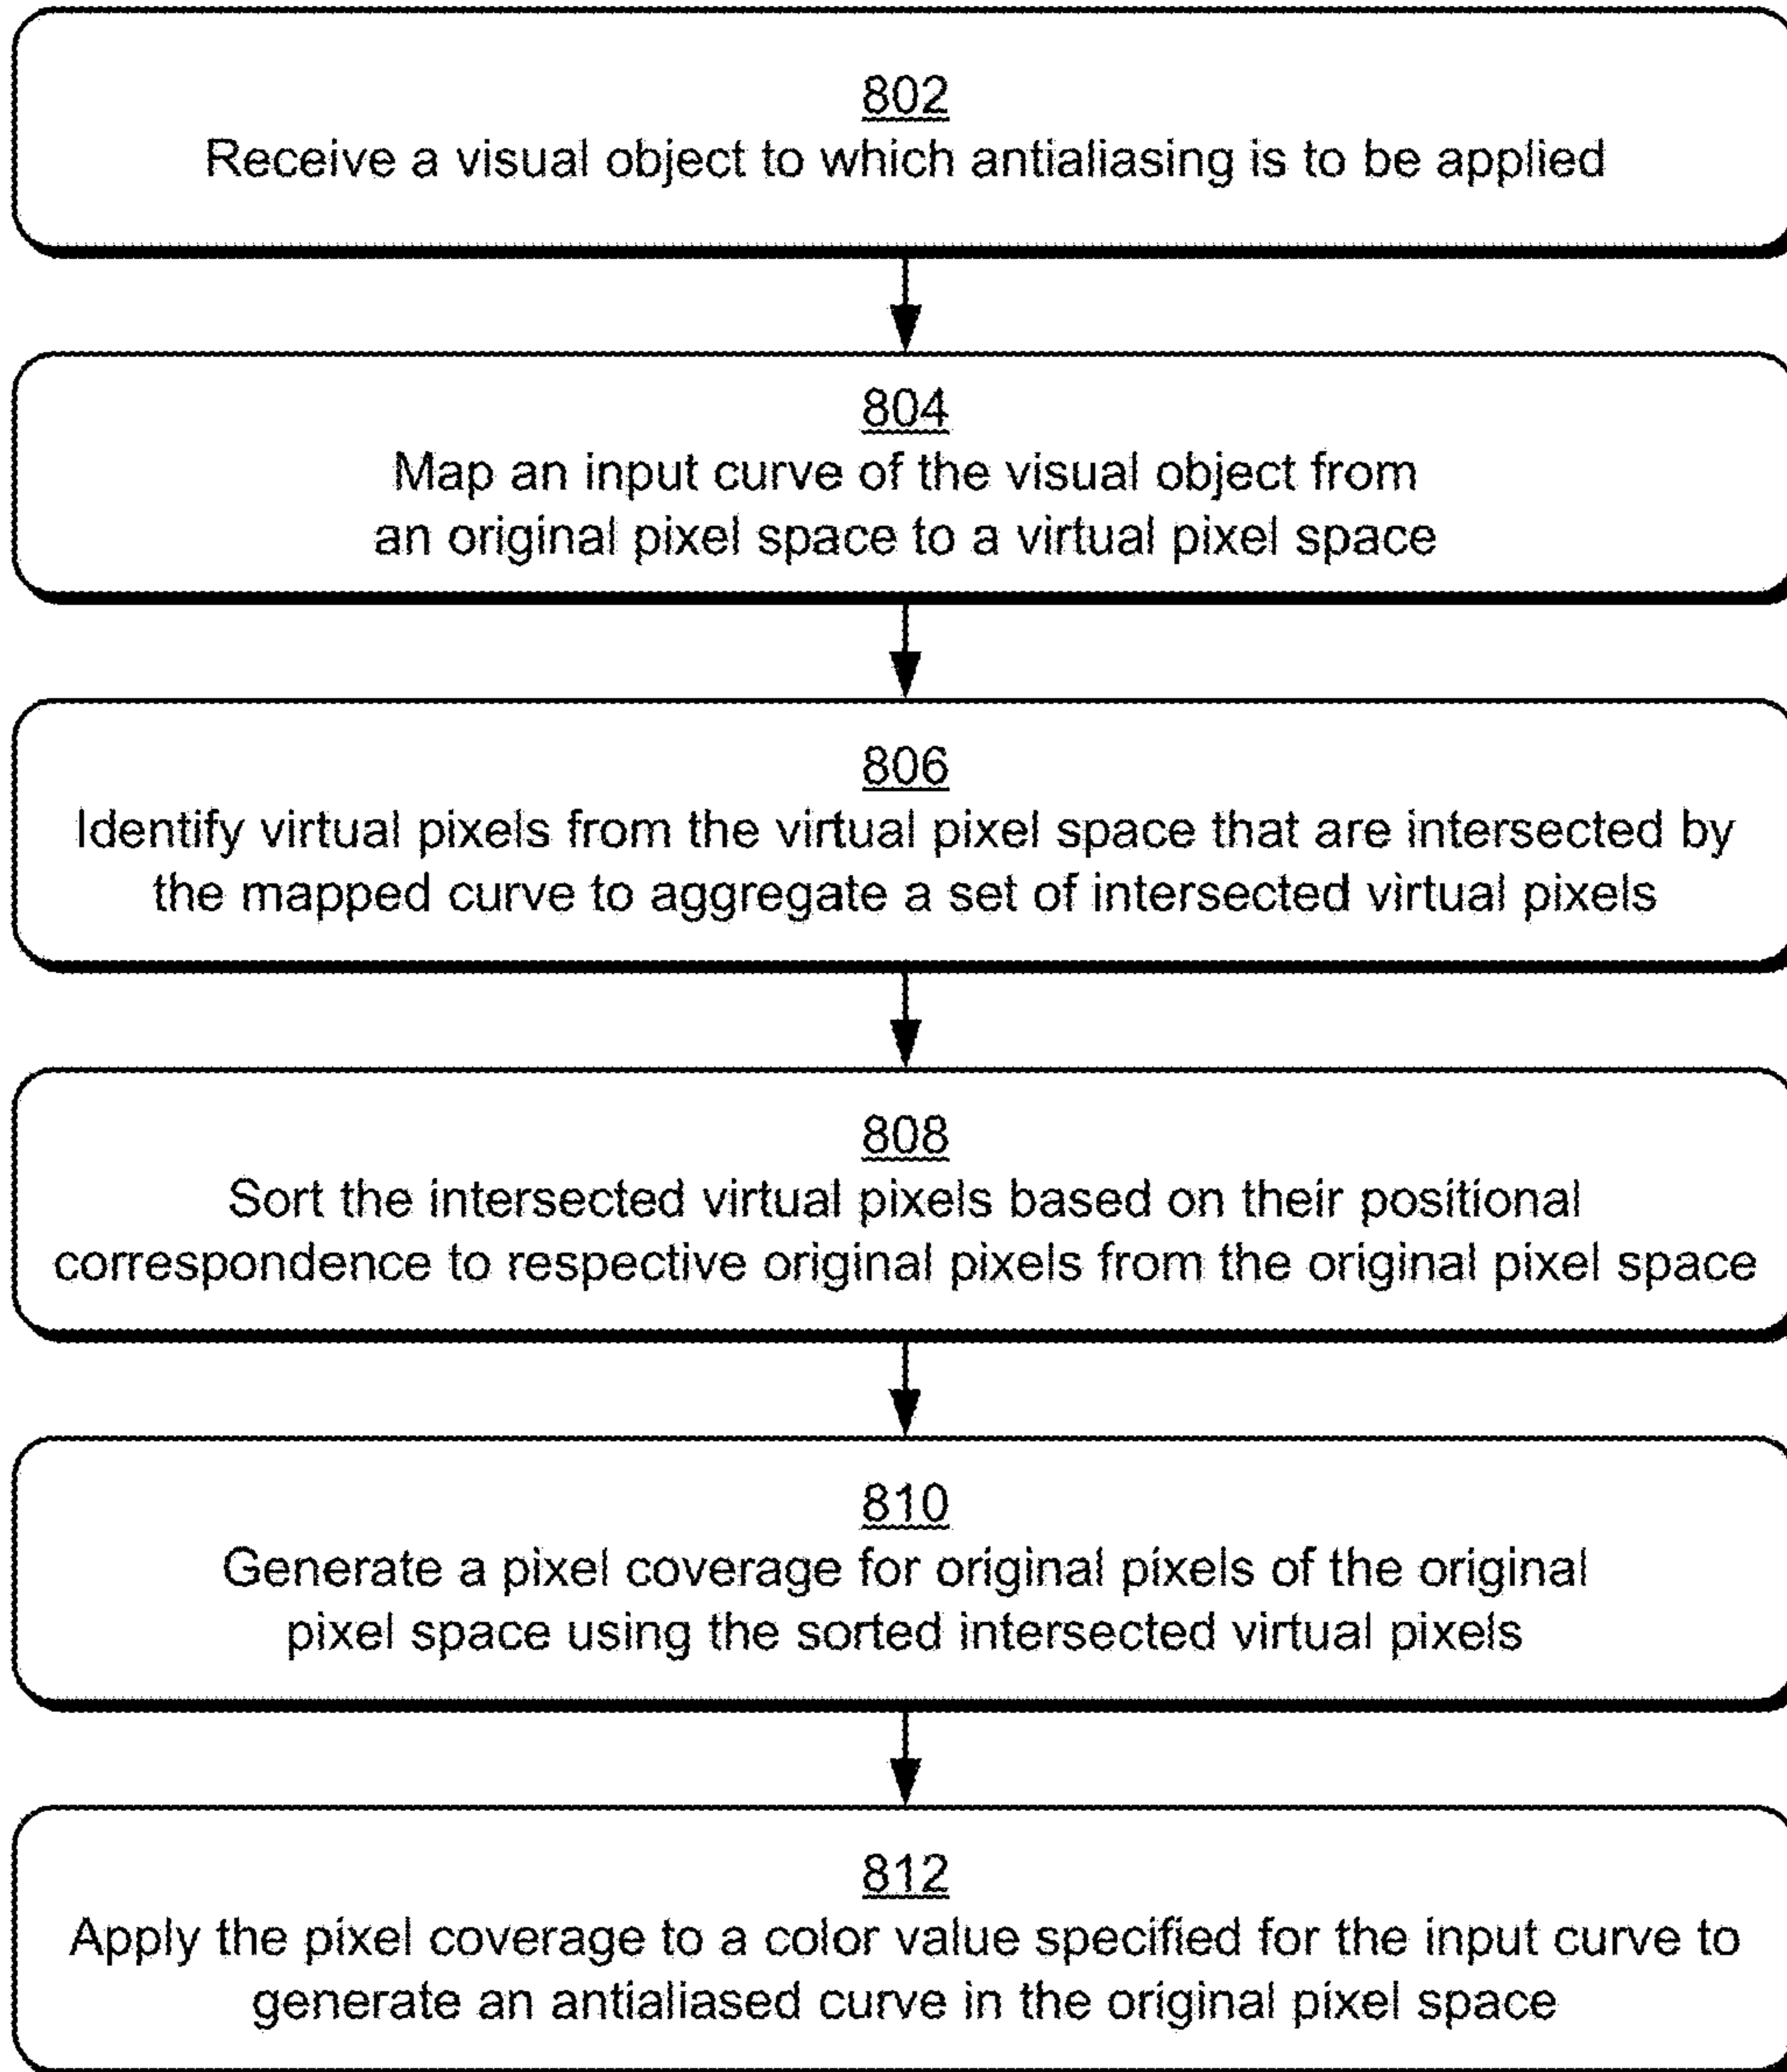 802
Receive a visual object to which antialiasing is to be applied
804
Map an input curve of the visual object from
an original pixel space to a virtual pixel space
806
Identify virtual pixels from the virtual pixel space that are intersected by
the mapped curve to aggregate a set of intersected virtual pixels
808
Sort the intersected virtual pixels based on their positional
correspondence to respective original pixels from the original pixel space
810
Generate a pixel coverage for original pixels of the original
pixel space using the sorted intersected virtual pixels
812
Apply the pixel coverage to a color value specified for the input curve to
generate an antialiased curve in the original pixel space